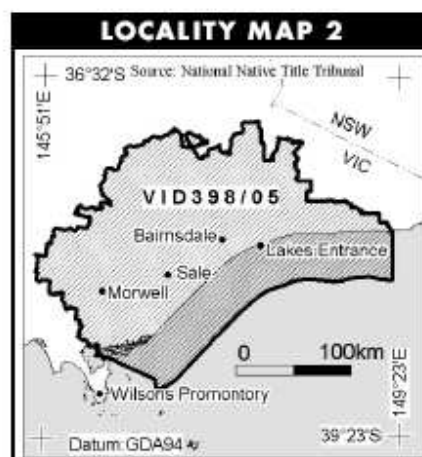 LOCALITY MAP 2
36°32'S Source: National Native Title Tribunal
145°51'E
NSW
VIC
VID398/05
Bairnsdale
Lakes Entrance
Sale
Morwell
0 100km
Wilsons Promontory
149°23'E
39°23'S
Datum:GDA94